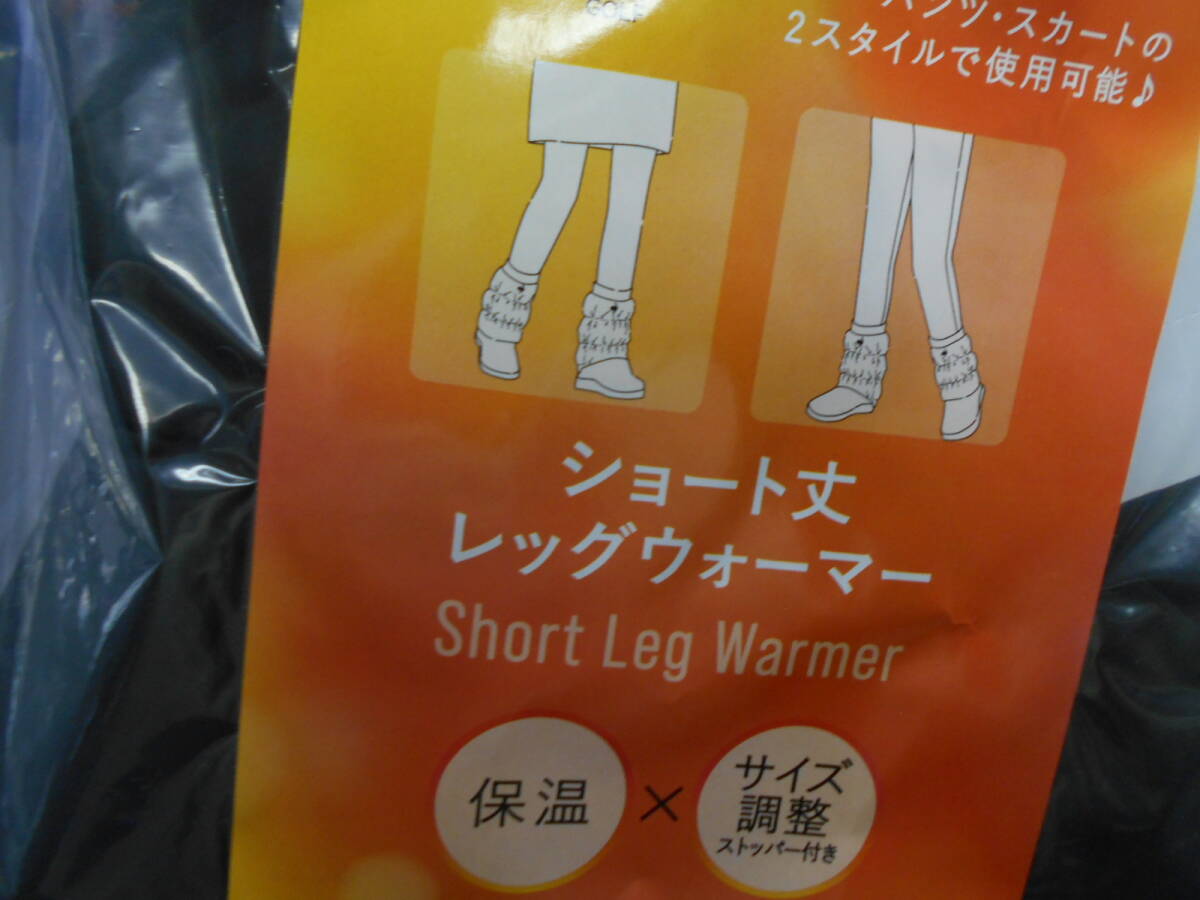 GOLF
パンツ・スカートの
2スタイルで使用可能♪
ショート丈
レッグウォーマー
Short Leg Warmer
保温
×
サイズ
調整
ストッパー付き